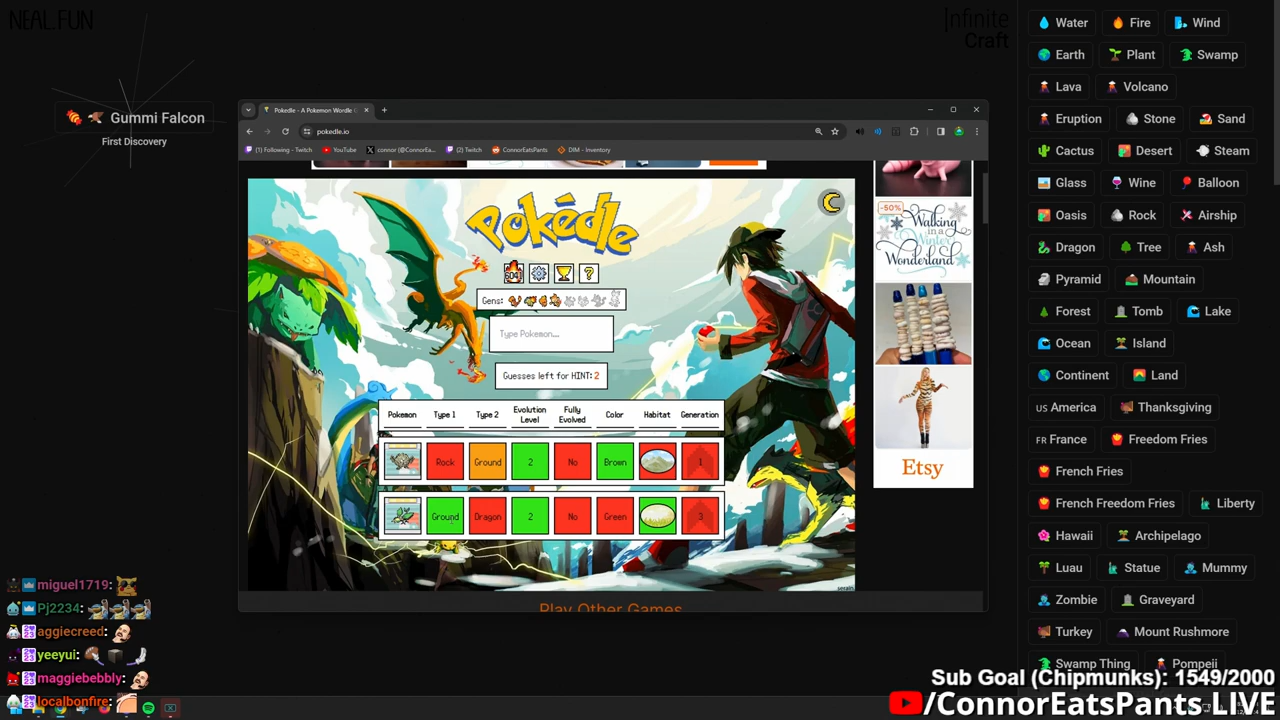 NEAL.FUN
Infinite
Craft
Gummi Falcon
First Discovery
Pokedle - A Pokemon Wordle
pokedle.io
(1) Following - Twitch
YouTube
connor (@ConnorEa...
(2) Twitch
ConnorEatsPants
DIM - Inventory
Pokédle
Gens:
Type Pokemon...
Guesses left for HINT: 2
Pokemon Type 1 Type 2 Evolution Level Fully Evolved Color Habitat Generation
Rock Ground 2 No Brown 1
Ground Dragon 2 No Green 3
serain
Play Other Games
-50%
Walking
in a
Winter
Wonderland
Etsy
Water Fire Wind
Earth Plant Swamp
Lava Volcano
Eruption Stone Sand
Cactus Desert Steam
Glass Wine Balloon
Oasis Rock Airship
Dragon Tree Ash
Pyramid Mountain
Forest Tomb Lake
Ocean Island
Continent Land
US America Thanksgiving
FR France Freedom Fries
French Fries
French Freedom Fries Liberty
Hawaii Archipelago
Luau Statue Mummy
Zombie Graveyard
Turkey Mount Rushmore
Swamp Thing Pompeii
miguel1719:
Pj2234:
aggiecreed:
yeeyui:
maggiebebbly:
localbonfire:
Sub Goal (Chipmunks): 1549/2000
/ConnorEatsPants LIVE